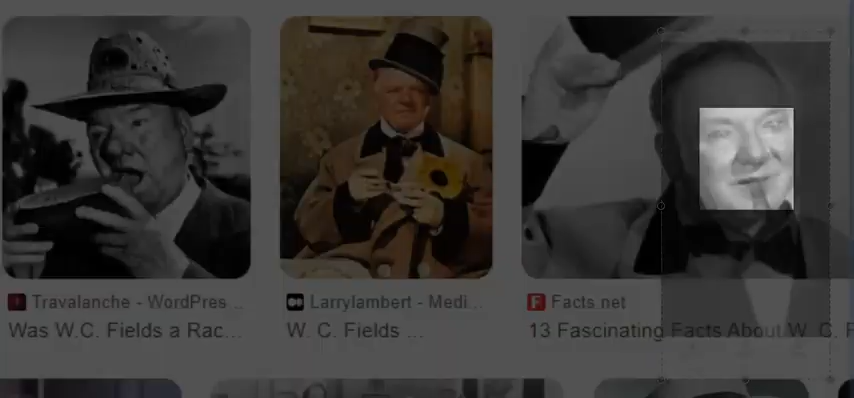 Travalanche - WordPres...
Larrylambert - Medi...
F Facts.net
Was W.C. Fields a Rac...
W. C. Fields ...
13 Fascinating Facts About W. C. F